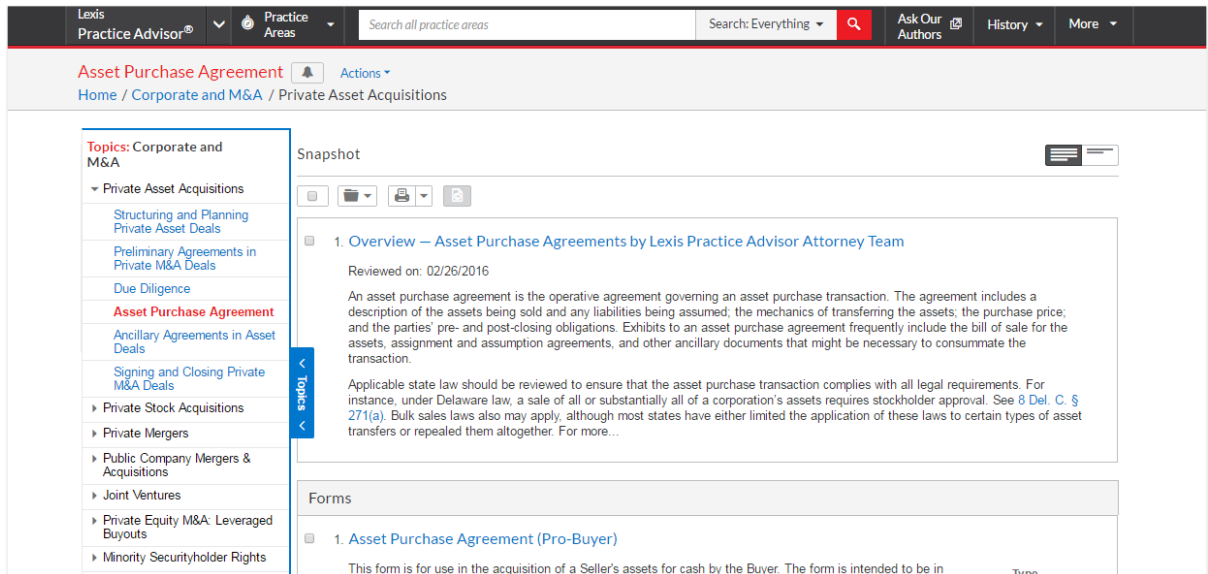 Lexis
Practice Advisor®
Practice
Areas
Search all practice areas
Search: Everything
Ask Our
Authors
History
More
Asset Purchase Agreement
Actions
Home / Corporate and M&A / Private Asset Acquisitions
Topics: Corporate and
M&A
Private Asset Acquisitions
Structuring and Planning
Private Asset Deals
Preliminary Agreements in
Private M&A Deals
Due Diligence
Asset Purchase Agreement
Ancillary Agreements in Asset
Deals
Signing and Closing Private
M&A Deals
Private Stock Acquisitions
Private Mergers
Public Company Mergers &
Acquisitions
Joint Ventures
Private Equity M&A: Leveraged
Buyouts
Minority Securityholder Rights
Topics
Snapshot
1. Overview — Asset Purchase Agreements by Lexis Practice Advisor Attorney Team
Reviewed on: 02/26/2016
An asset purchase agreement is the operative agreement governing an asset purchase transaction. The agreement includes a
description of the assets being sold and any liabilities being assumed; the mechanics of transferring the assets; the purchase price;
and the parties' pre- and post-closing obligations. Exhibits to an asset purchase agreement frequently include the bill of sale for the
assets, assignment and assumption agreements, and other ancillary documents that might be necessary to consummate the
transaction.
Applicable state law should be reviewed to ensure that the asset purchase transaction complies with all legal requirements. For
instance, under Delaware law, a sale of all or substantially all of a corporation's assets requires stockholder approval. See 8 Del. C. §
271(a). Bulk sales laws also may apply, although most states have either limited the application of these laws to certain types of asset
transfers or repealed them altogether. For more...
Forms
1. Asset Purchase Agreement (Pro-Buyer)
This form is for use in the acquisition of a Seller's assets for cash by the Buyer. The form is intended to be in
Type